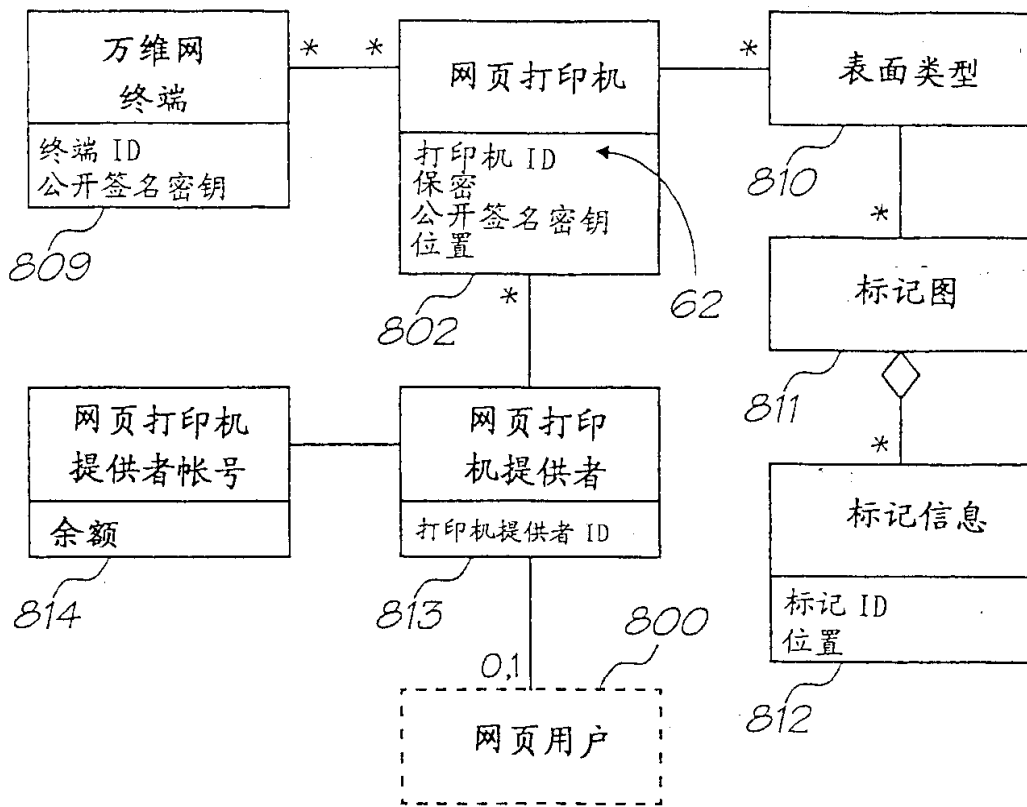 万维网
终端
终端 ID
公开签名密钥
809
*
*
网页打印机
打印机 ID
保密
公开签名密钥
位置
802
62
*
表面类型
810
*
标记图
811
*
标记信息
标记 ID
位置
812
*
网页打印机
提供者帐号
余额
814
网页打印
机提供者
打印机提供者 ID
813
0,1
800
网页用户